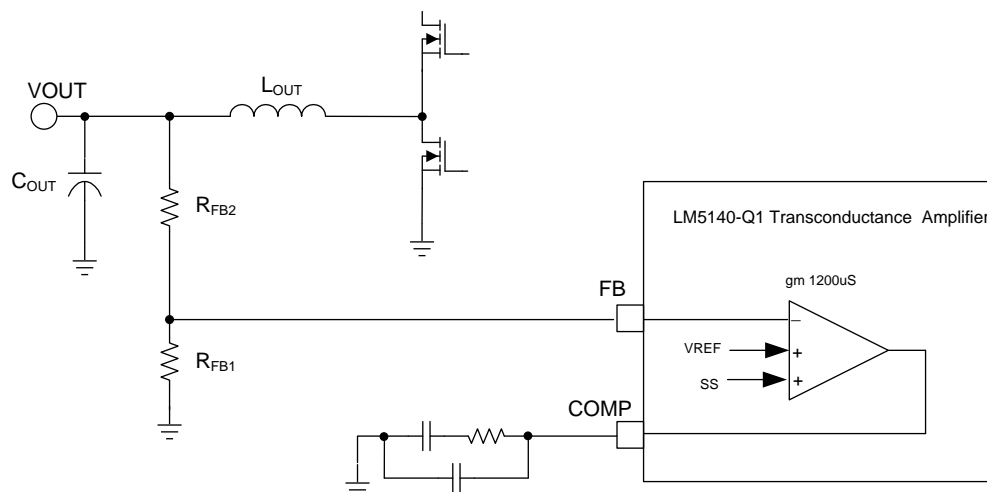 VOUT
LOUT
COUT
RFB2
LM5140-Q1 Transconductance Amplifier
gm 1200uS
FB
−
VREF
+
SS
+
RFB1
COMP